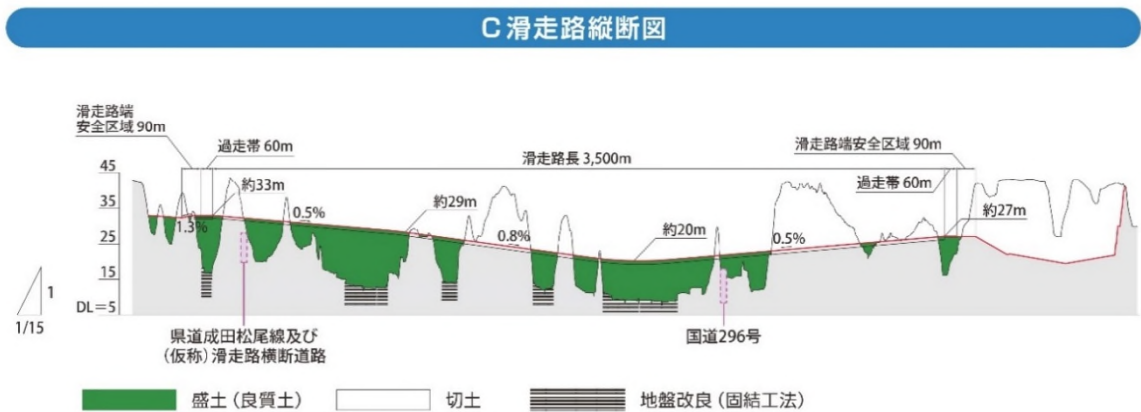 C滑走路縦断図
滑走路端
安全区域 90m
過走帯 60m
滑走路長 3,500m
滑走路端安全区域 90m
過走帯 60m
45
35
25
15
DL=5
約33m
1.3%
0.5%
約29m
0.8%
約20m
0.5%
約27m
1
1/15
県道成田松尾線及び
(仮称)滑走路横断道路
国道296号
盛土(良質土)
切土
地盤改良(固結工法)